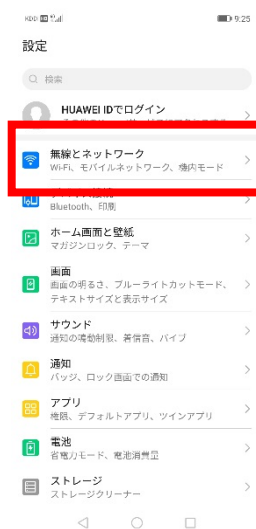 KDD
9:25
設定
検索
HUAWEI IDでログイン
無線とネットワーク
Wi-Fi、モバイルネットワーク、機内モード
Bluetooth、印刷
ホーム画面と壁紙
マガジンロック、テーマ
画面
画面の明るさ、ブルーライトカットモード、
テキストサイズと表示サイズ
サウンド
通知の鳴動制限、着信音、バイブ
通知
バッジ、ロック画面での通知
アプリ
権限、デフォルトアプリ、ツインアプリ
電池
省電力モード、電池消費量
ストレージ
ストレージクリーナー